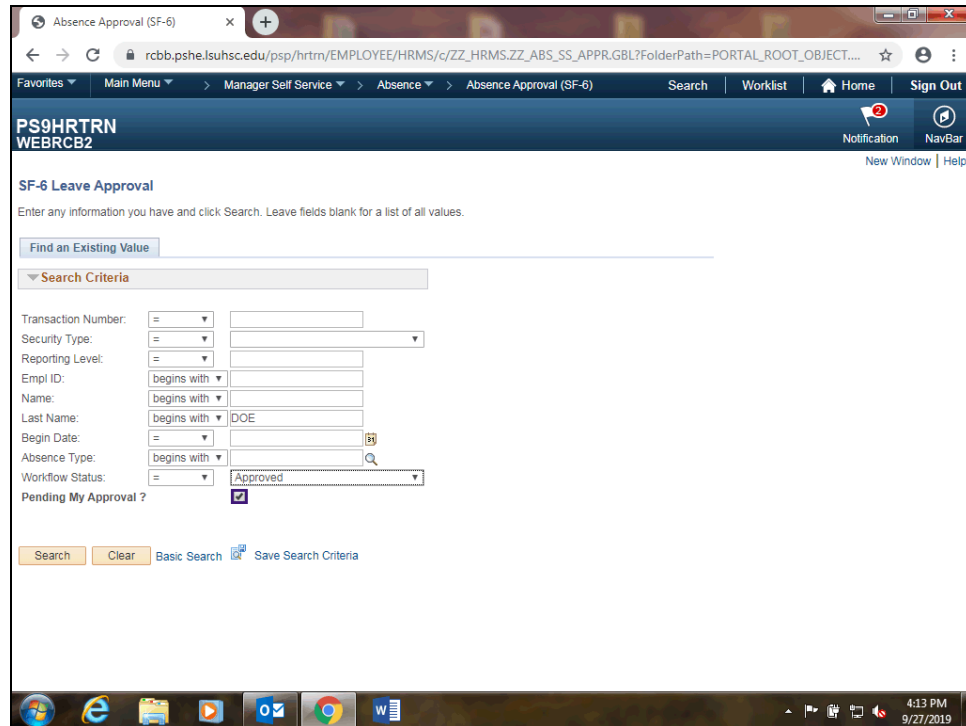 Absence Approval (SF-6)
rcbb.pshe.lsuhsc.edu/psp/hrtrn/EMPLOYEE/HRMS/c/ZZ_HRMS.ZZ_ABS_SS_APPR.GBL?FolderPath=PORTAL_ROOT_OBJECT....
Favorites Main Menu > Manager Self Service > Absence > Absence Approval (SF-6) Search Worklist Home Sign Out
PS9HRTRN
WEBRCB2
2
Notification NavBar
New Window | Help
SF-6 Leave Approval
Enter any information you have and click Search. Leave fields blank for a list of all values.
Find an Existing Value
Search Criteria
Transaction Number: =
Security Type: =
Reporting Level: =
Empl ID: begins with
Name: begins with
Last Name: begins with DOE
Begin Date: = 31
Absence Type: begins with
Workflow Status: = Approved
Pending My Approval ?
Search Clear Basic Search Save Search Criteria
4:13 PM
9/27/2019